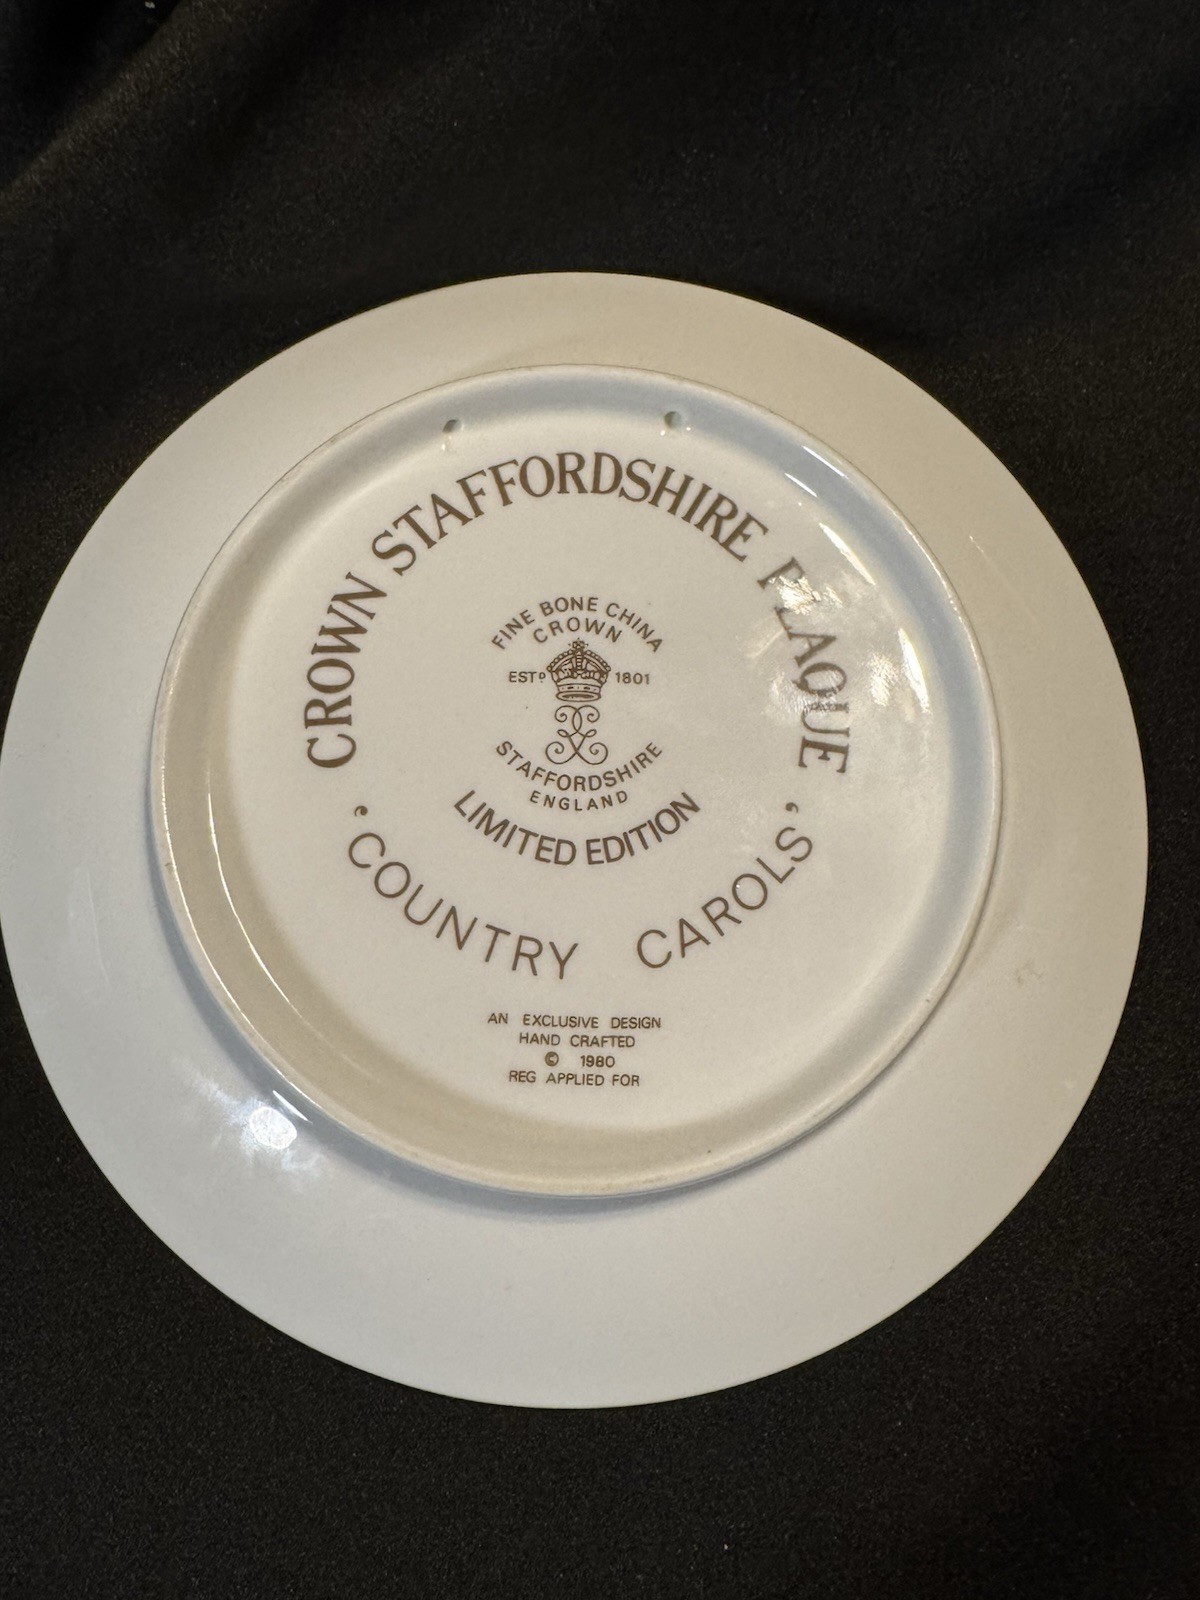 CROWN STAFFORDSHIRE PLAQUE
FINE BONE CHINA
CROWN
ESTD 1801
STAFFORDSHIRE
ENGLAND
LIMITED EDITION
‘COUNTRY CAROLS’
AN EXCLUSIVE DESIGN
HAND CRAFTED
© 1980
REG APPLIED FOR